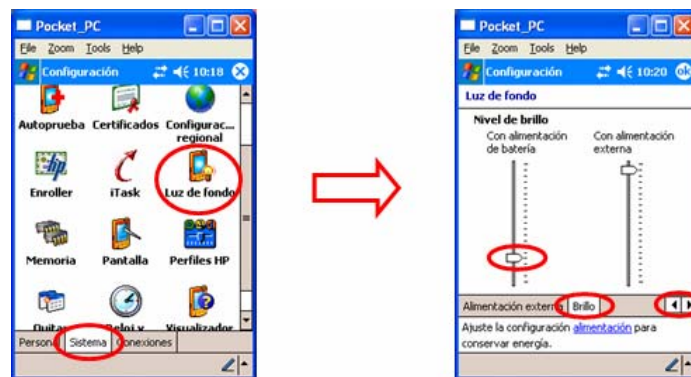 Pocket_PC
File Zoom Tools Help
Configuración 10:18
Autoprueba Certificados Configurac...
regional
Enroller iTask Luz de fondo
Memoria Pantalla Perfiles HP
Quitar Reloj y Visualizador
Personal Sistema Conexiones
Pocket_PC
File Zoom Tools Help
Configuración 10:20 ok
Luz de fondo
Nivel de brillo
Con alimentación de batería
Con alimentación externa
Alimentación externa Brillo
Ajuste la configuración alimentación para
conservar energía.